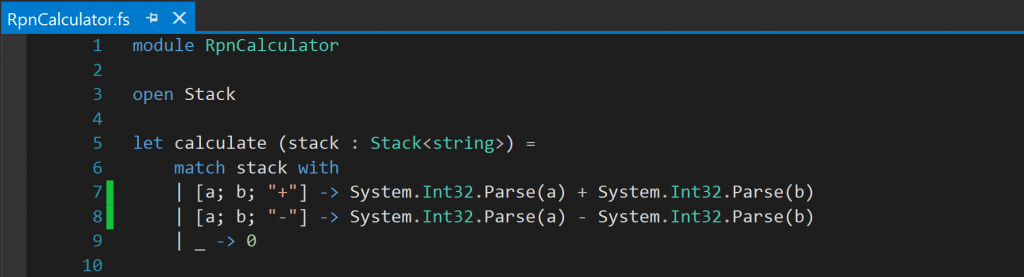 RpnCalculator.fs
1 module RpnCalculator
2
3 open Stack
4
5 let calculate (stack : Stack<string>) =
6     match stack with
7     | [a; b; "+"] -> System.Int32.Parse(a) + System.Int32.Parse(b)
8     | [a; b; "-"] -> System.Int32.Parse(a) - System.Int32.Parse(b)
9     | _ -> 0
10